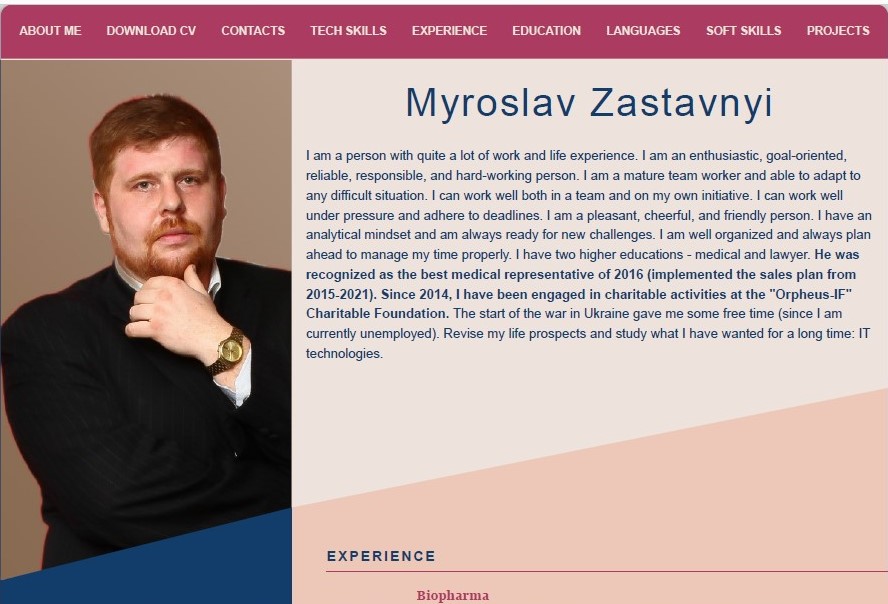 ABOUT ME DOWNLOAD CV CONTACTS TECH SKILLS EXPERIENCE EDUCATION LANGUAGES SOFT SKILLS PROJECTS
Myroslav Zastavnyi
I am a person with quite a lot of work and life experience. I am an enthusiastic, goal-oriented,
reliable, responsible, and hard-working person. I am a mature team worker and able to adapt to
any difficult situation. I can work well both in a team and on my own initiative. I can work well
under pressure and adhere to deadlines. I am a pleasant, cheerful, and friendly person. I have an
analytical mindset and am always ready for new challenges. I am well organized and always plan
ahead to manage my time properly. I have two higher educations - medical and lawyer. He was
recognized as the best medical representative of 2016 (implemented the sales plan from
2015-2021). Since 2014, I have been engaged in charitable activities at the "Orpheus-IF"
Charitable Foundation. The start of the war in Ukraine gave me some free time (since I am
currently unemployed). Revise my life prospects and study what I have wanted for a long time: IT
technologies.
EXPERIENCE
Biopharma